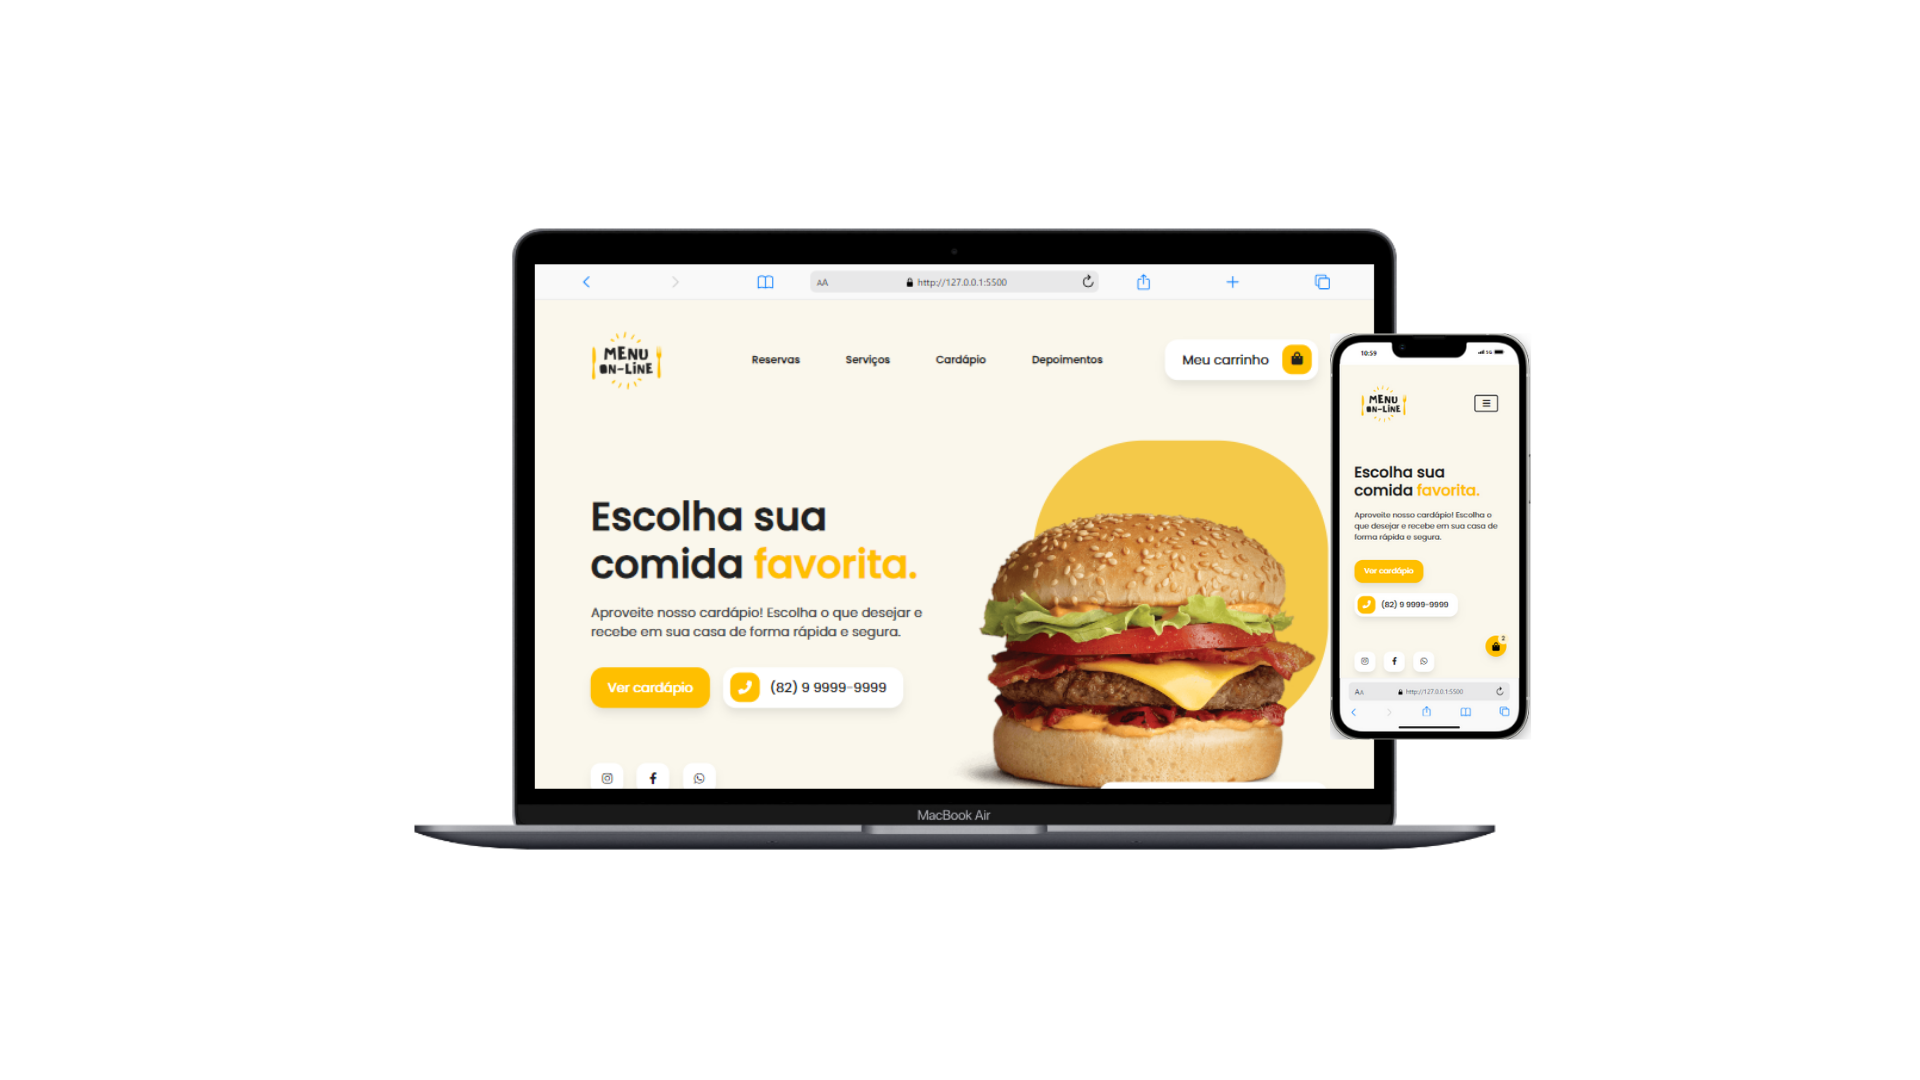 AA http://127.0.0.1:5500
MENU
ON-LINE
Reservas Serviços Cardápio Depoimentos Meu carrinho
Escolha sua
comida favorita.
Aproveite nosso cardápio! Escolha o que desejar e
recebe em sua casa de forma rápida e segura.
Ver cardápio (82) 9 9999-9999
MacBook Air
10:59 5G
MENU
ON-LINE
Escolha sua
comida favorita.
Aproveite nosso cardápio! Escolha o
que desejar e recebe em sua casa de
forma rápida e segura.
Ver cardápio
(82) 9 9999-9999
2
AA http://127.0.0.1:5500